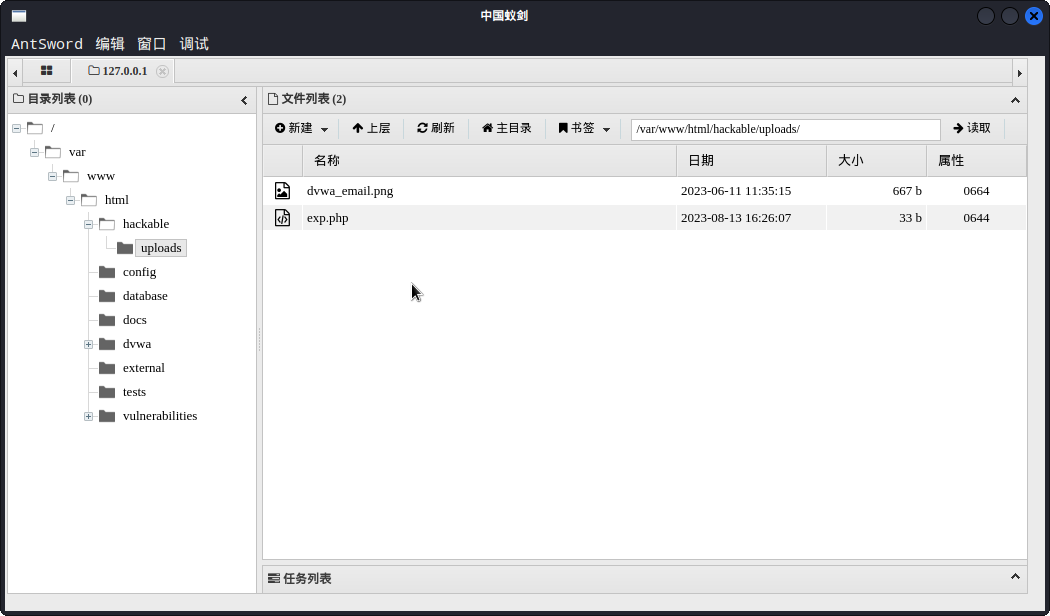 中国蚁剑
AntSword 编辑 窗口 调试
127.0.0.1
目录列表 (0)
文件列表 (2)
新建 上层 刷新 主目录 书签 /var/www/html/hackable/uploads/ 读取
名称 日期 大小 属性
dvwa_email.png 2023-06-11 11:35:15 667 b 0664
exp.php 2023-08-13 16:26:07 33 b 0644
/
var
www
html
hackable
uploads
config
database
docs
dvwa
external
tests
vulnerabilities
任务列表